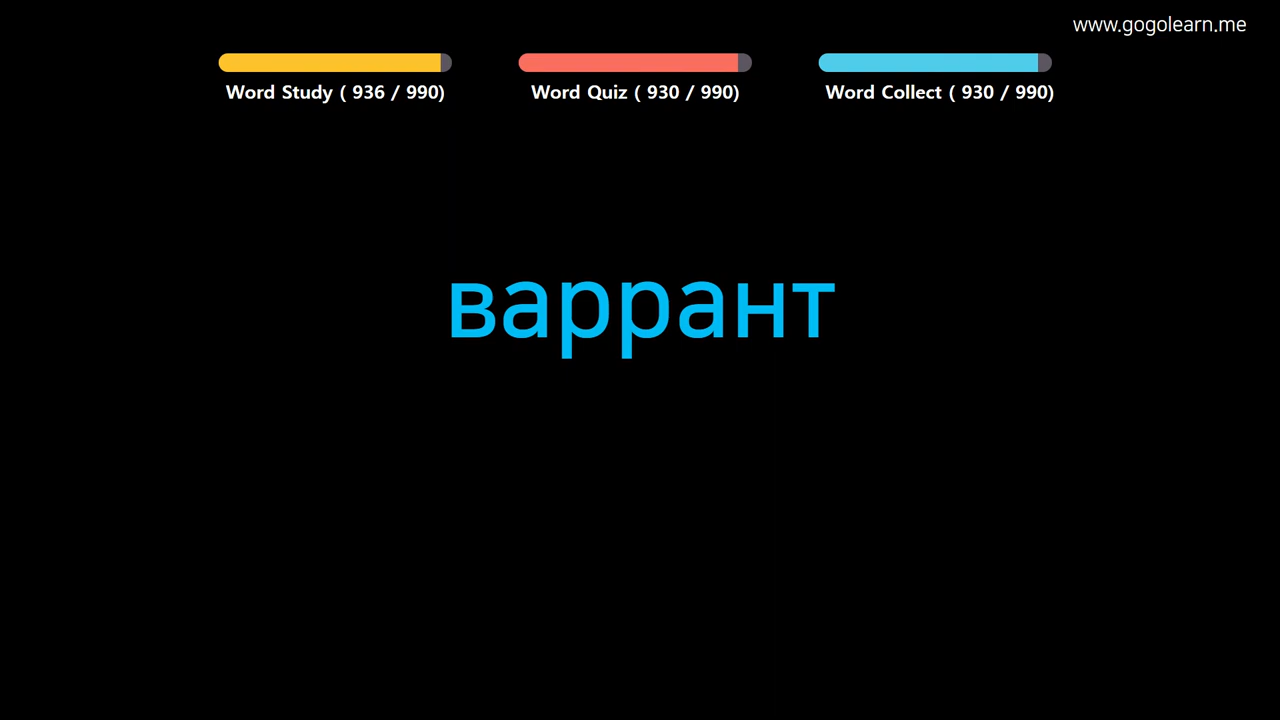 www.gogolearn.me
Word Study ( 936 / 990)
Word Quiz ( 930 / 990)
Word Collect ( 930 / 990)
варрант